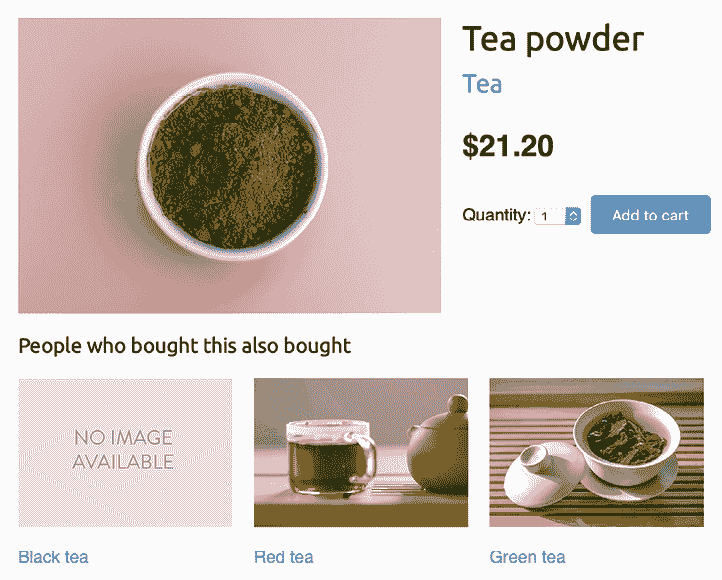 Tea powder
Tea
$21.20
Quantity: 1 Add to cart
People who bought this also bought
NO IMAGE
AVAILABLE
Black tea Red tea Green tea